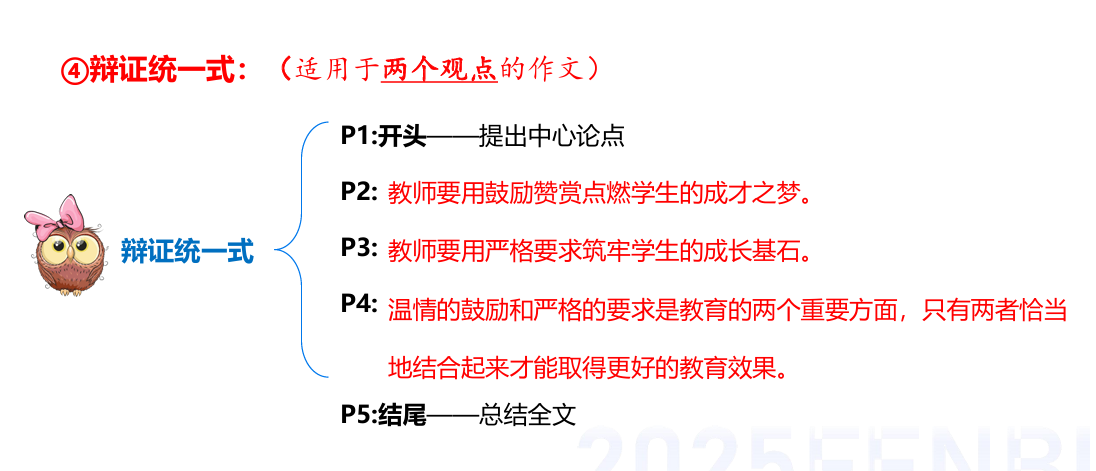 ④辩证统一式：（适用于两个观点的作文）
P1:开头——提出中心论点
P2: 教师要用鼓励赞赏点燃学生的成才之梦。
辩证统一式
P3: 教师要用严格要求筑牢学生的成长基石。
P4: 温情的鼓励和严格的要求是教育的两个重要方面，只有两者恰当
地结合起来才能取得更好的教育效果。
P5:结尾——总结全文
2025FENBI